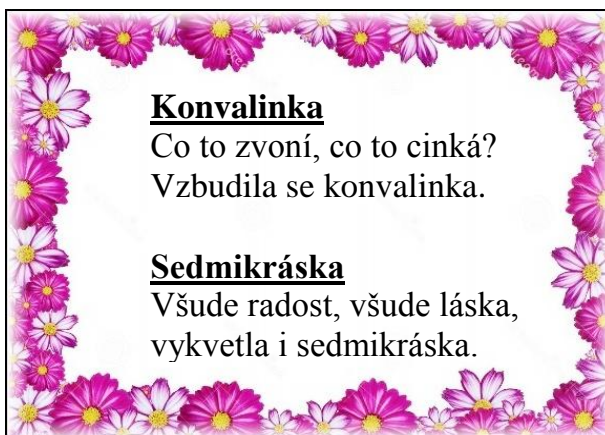 Konvalinka
Co to zvoní, co to cinká?
Vzbudila se konvalinka.
Sedmikráska
Všude radost, všude láska,
vykvetla i sedmikráska.